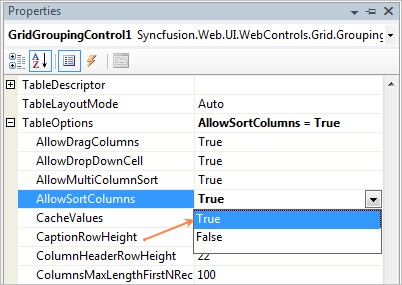 Properties
GridGroupingControl1 Syncfusion.Web.UI.WebControls.Grid.Grouping
TableDescriptor
TableLayoutMode Auto
TableOptions AllowSortColumns = True
AllowDragColumns True
AllowDropDownCell True
AllowMultiColumnSort True
AllowSortColumns True
CacheValues True
CaptionRowHeight False
ColumnHeaderRowHeight 22
ColumnsMaxLengthFirstNRec 100